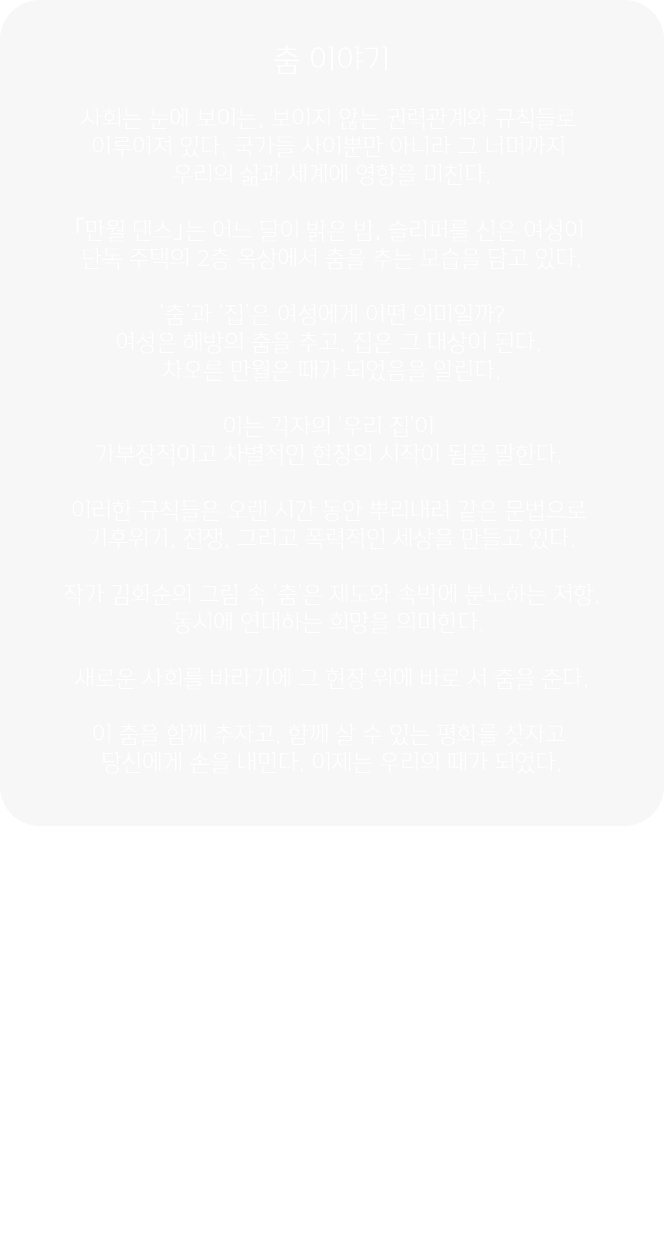 춤 이야기
사회는 눈에 보이는, 보이지 않는 권력관계와 규칙들로
이루어져 있다. 국가들 사이뿐만 아니라 그 너머까지
우리의 삶과 세계에 영향을 미친다.
「만월 댄스」는 어느 달이 밝은 밤, 슬리퍼를 신은 여성이
단독 주택의 2층 옥상에서 춤을 추는 모습을 담고 있다.
'춤'과 '집'은 여성에게 어떤 의미일까?
여성은 해방의 춤을 추고, 집은 그 대상이 된다.
차오른 만월은 때가 되었음을 알린다.
이는 각자의 '우리 집'이
가부장적이고 차별적인 현장의 시작이 됨을 말한다.
이러한 규칙들은 오랜 시간 동안 뿌리내려 같은 문법으로
기후위기, 전쟁, 그리고 폭력적인 세상을 만들고 있다.
작가 김화순의 그림 속 '춤'은 제도와 속박에 분노하는 저항,
동시에 연대하는 희망을 의미한다.
새로운 사회를 바라기에 그 현장 위에 바로 서 춤을 춘다.
이 춤을 함께 추자고, 함께 살 수 있는 평화를 찾자고
당신에게 손을 내민다. 이제는 우리의 때가 되었다.